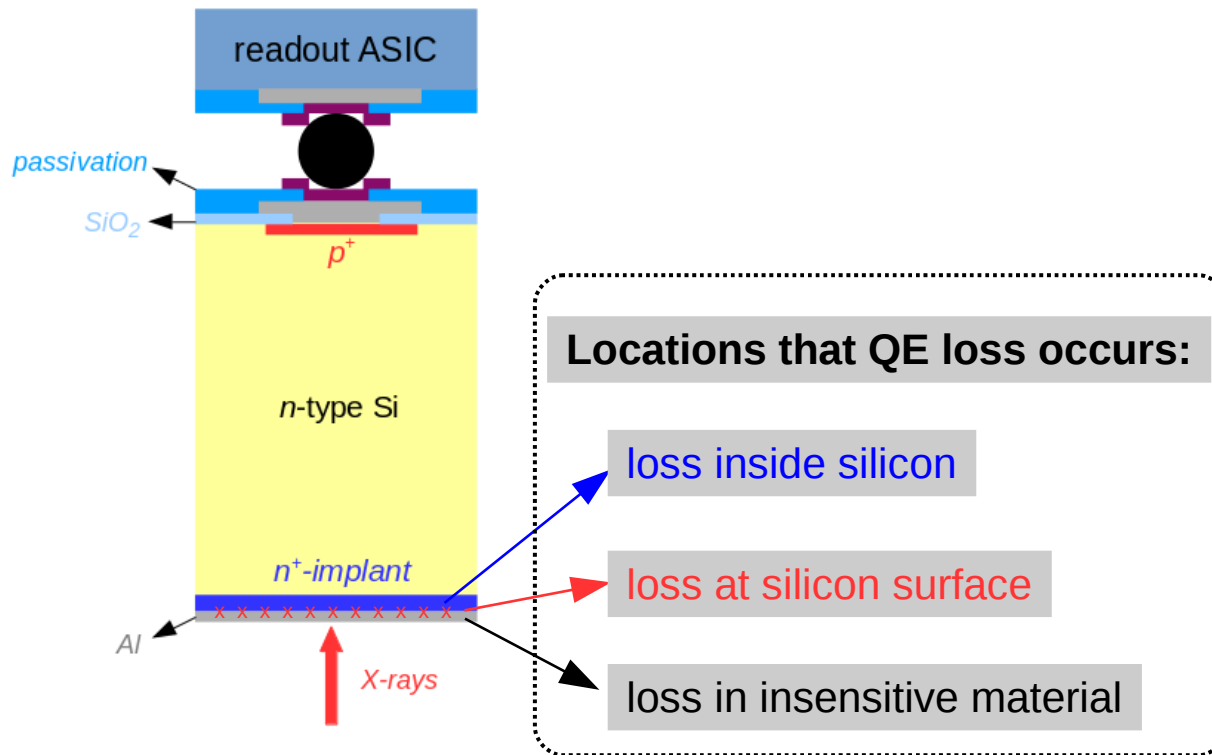 readout ASIC
passivation
SiO₂
p⁺
n-type Si
n⁺-implant
x x x x x x x x x x x
Al
X-rays
Locations that QE loss occurs:
loss inside silicon
loss at silicon surface
loss in insensitive material